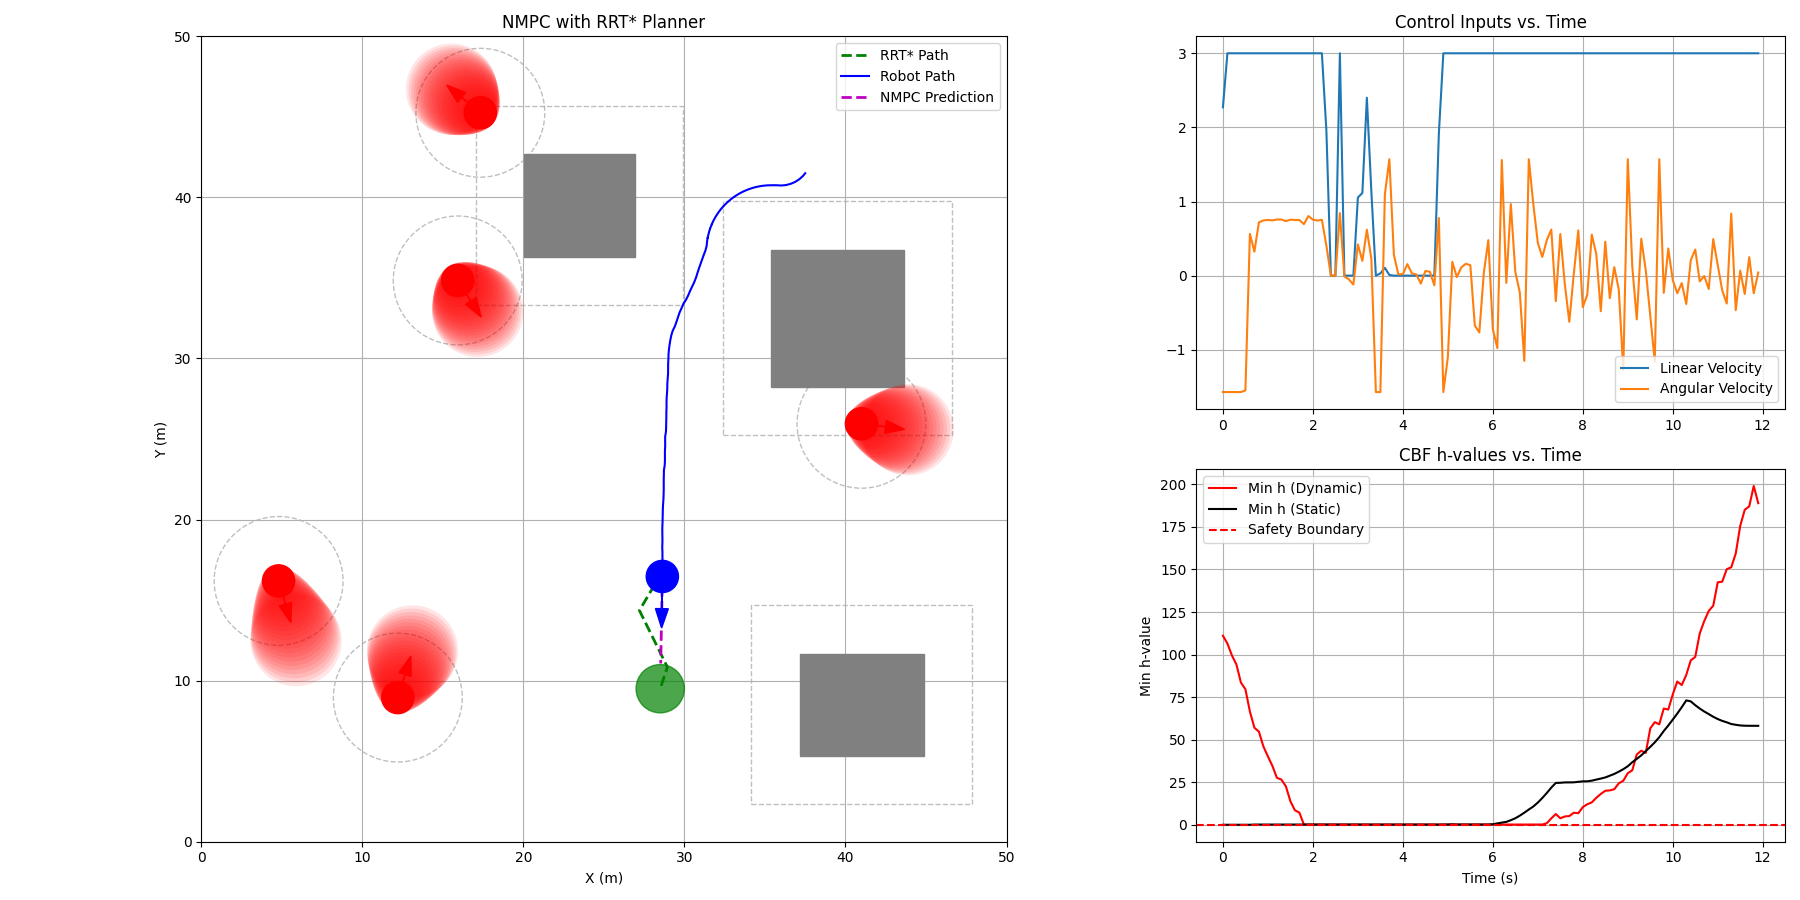 NMPC with RRT* Planner
RRT* Path
Robot Path
NMPC Prediction
50
40
30
20
10
0
Y (m)
0 10 20 30 40 50
X (m)
Control Inputs vs. Time
3
2
1
0
−1
Linear Velocity
Angular Velocity
0 2 4 6 8 10 12
CBF h-values vs. Time
Min h (Dynamic)
Min h (Static)
Safety Boundary
200
175
150
125
100
75
50
25
0
Min h-value
0 2 4 6 8 10 12
Time (s)